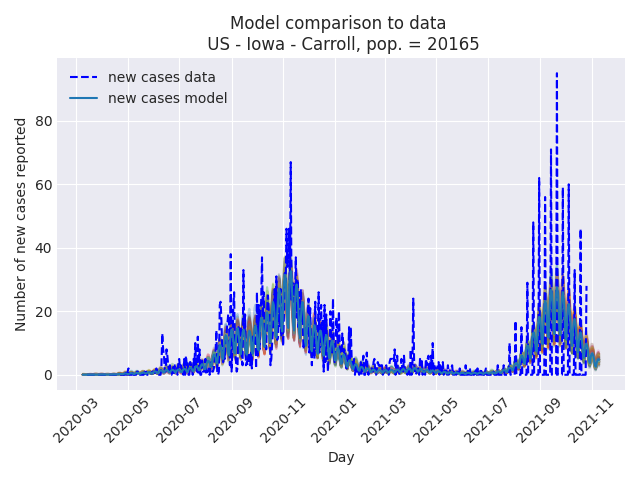 Model comparison to data
US - Iowa - Carroll, pop. = 20165
new cases data
new cases model
Number of new cases reported
80
60
40
20
0
2020-03
2020-05
2020-07
2020-09
2020-11
2021-01
2021-03
2021-05
2021-07
2021-09
2021-11
Day